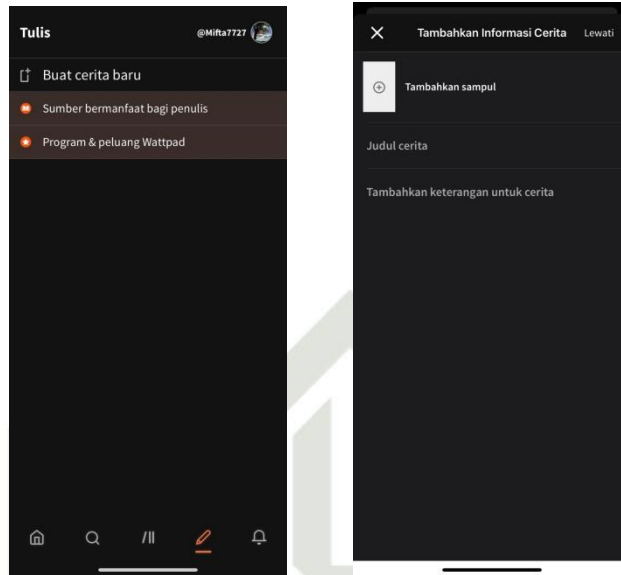 Tulis
@Mifta7727
Buat cerita baru
Sumber bermanfaat bagi penulis
Program & peluang Wattpad
Tambahkan Informasi Cerita
Lewati
Tambahkan sampul
Judul cerita
Tambahkan keterangan untuk cerita